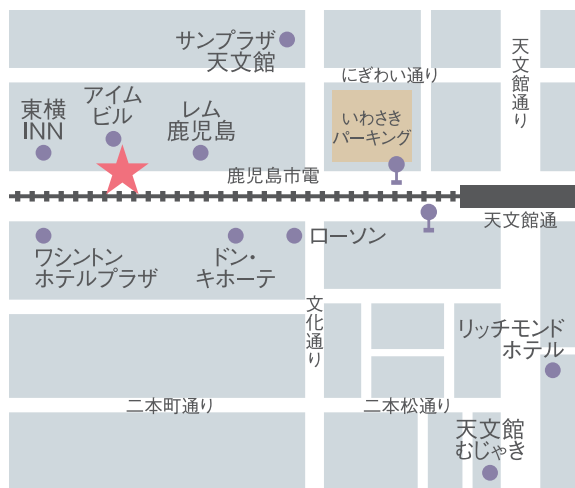 サンプラザ
天文館
天文館通り
にぎわい通り
東横
INN
アイム
ビル
レム
鹿児島
いわさき
パーキング
鹿児島市電
天文館通
ワシントン
ホテルプラザ
ドン・
キホーテ
ローソン
文化通り
リッチモンド
ホテル
二本町通り
二本松通り
天文館
むじゃき